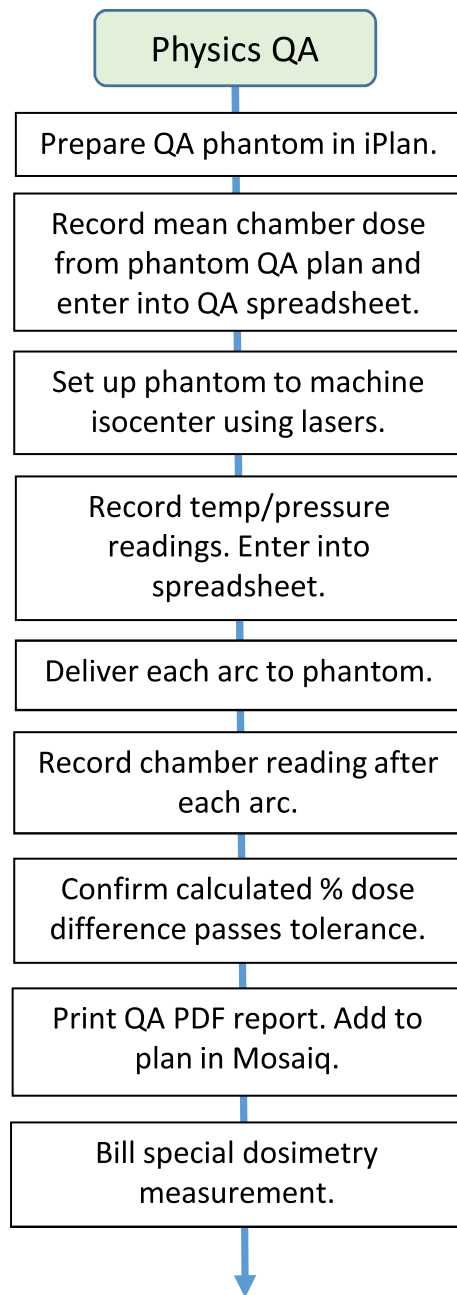 Physics QA
Prepare QA phantom in iPlan.
Record mean chamber dose
from phantom QA plan and
enter into QA spreadsheet.
Set up phantom to machine
isocenter using lasers.
Record temp/pressure
readings. Enter into
spreadsheet.
Deliver each arc to phantom.
Record chamber reading after
each arc.
Confirm calculated % dose
difference passes tolerance.
Print QA PDF report. Add to
plan in Mosaiq.
Bill special dosimetry
measurement.